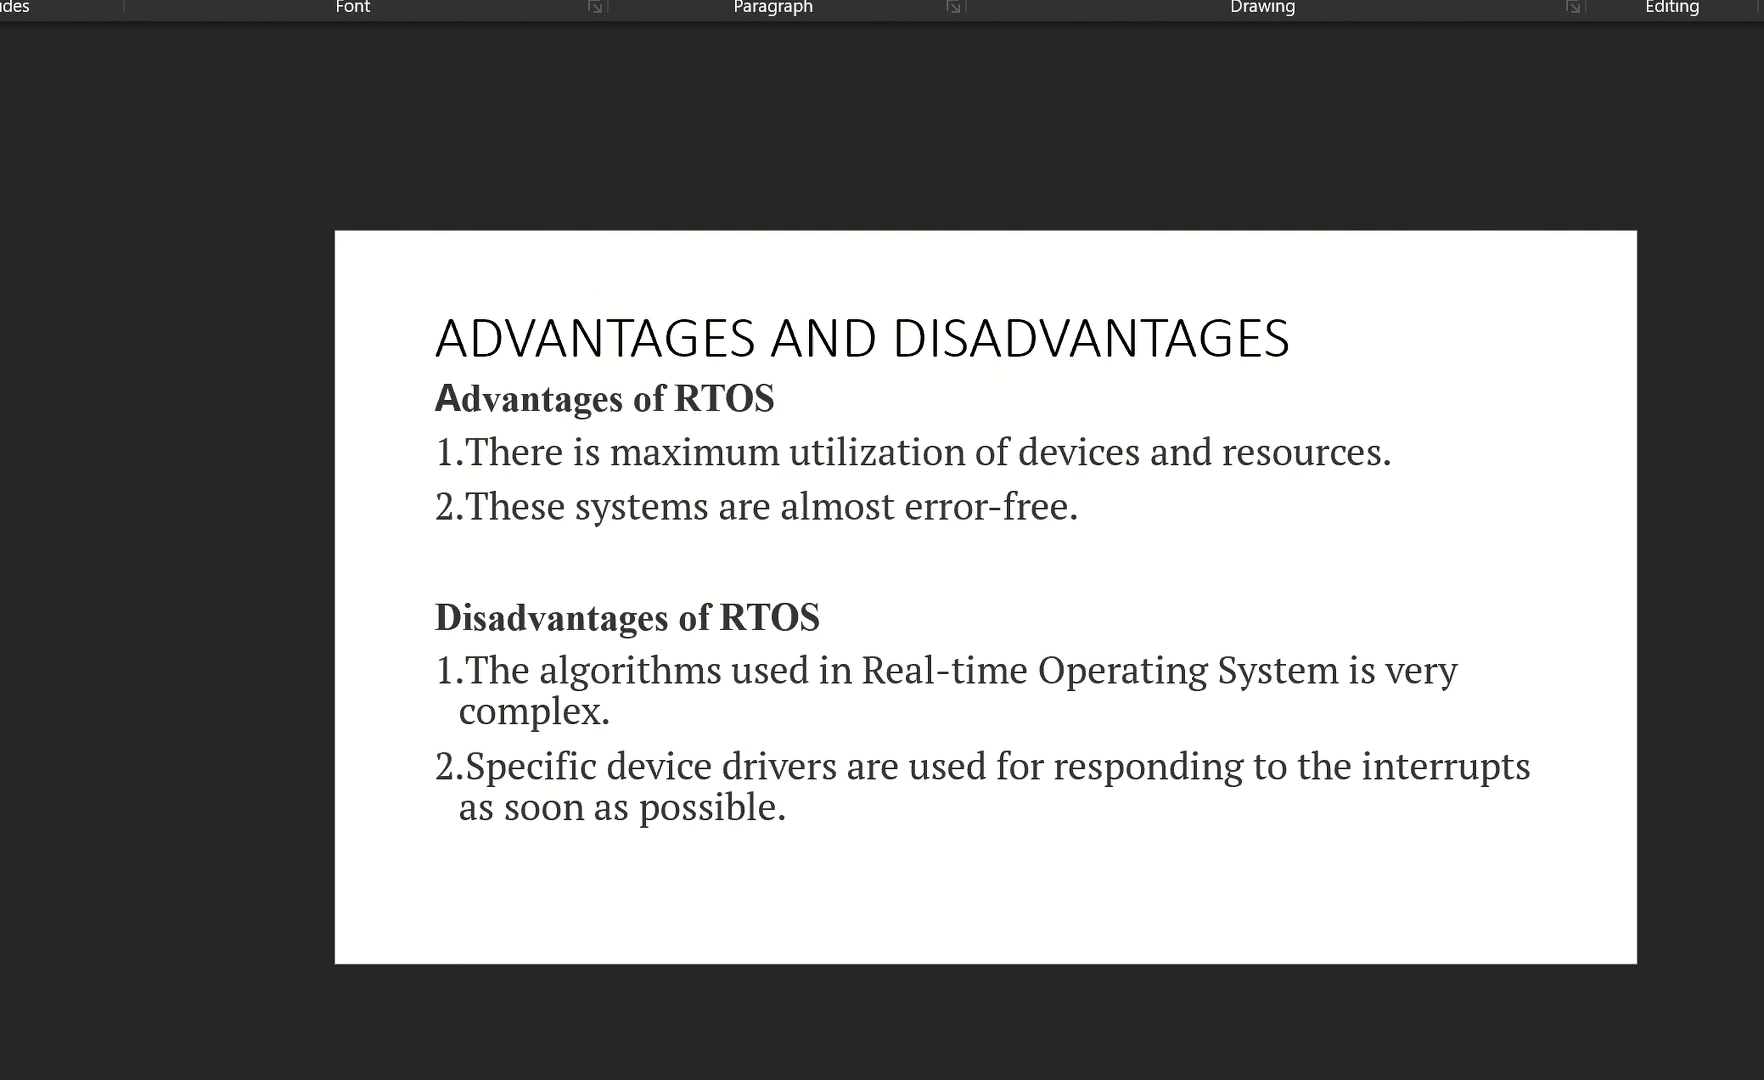 des Font Paragraph Drawing Editing
ADVANTAGES AND DISADVANTAGES
Advantages of RTOS
1.There is maximum utilization of devices and resources.
2.These systems are almost error-free.
Disadvantages of RTOS
1.The algorithms used in Real-time Operating System is very
complex.
2.Specific device drivers are used for responding to the interrupts
as soon as possible.